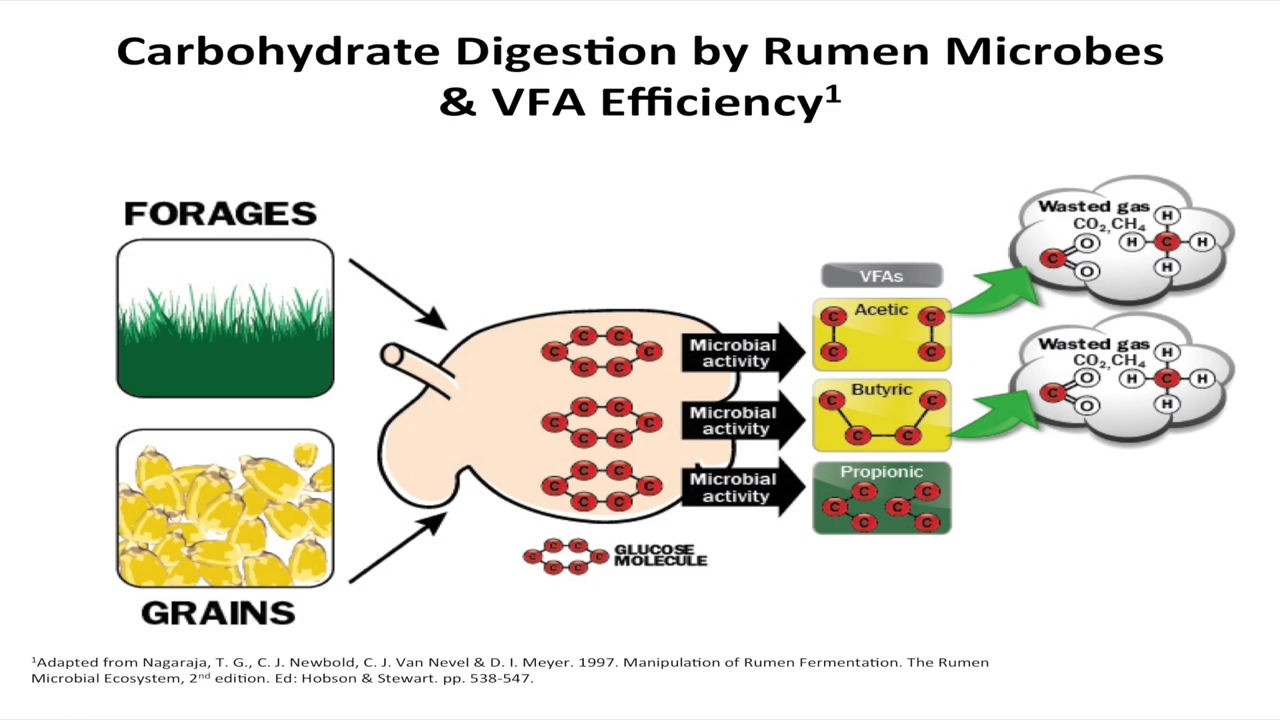 Carbohydrate Digestion by Rumen Microbes
& VFA Efficiency¹
FORAGES
GRAINS
C C C C C C
C C C C C C
C C C C C C
C C C C C C
GLUCOSE
MOLECULE
Microbial
activity
Microbial
activity
Microbial
activity
VFAs
Acetic
C C
C C
Butyric
C C
C C
Propionic
C C
C C
C C
Wasted gas
CO₂,CH₄
H
O H C H
C
O H
Wasted gas
CO₂,CH₄
H
O H C H
C
O H
¹Adapted from Nagaraja, T. G., C. J. Newbold, C. J. Van Nevel & D. I. Meyer. 1997. Manipulation of Rumen Fermentation. The Rumen
Microbial Ecosystem, 2ⁿᵈ edition. Ed: Hobson & Stewart. pp. 538-547.